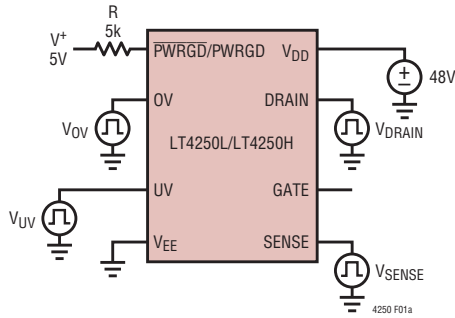 R
5k
V+
5V
PWRGD/PWRGD
VDD
48V
+
−
OV
DRAIN
VOV
VDRAIN
LT4250L/LT4250H
UV
GATE
VUV
VEE
SENSE
VSENSE
4250 F01a